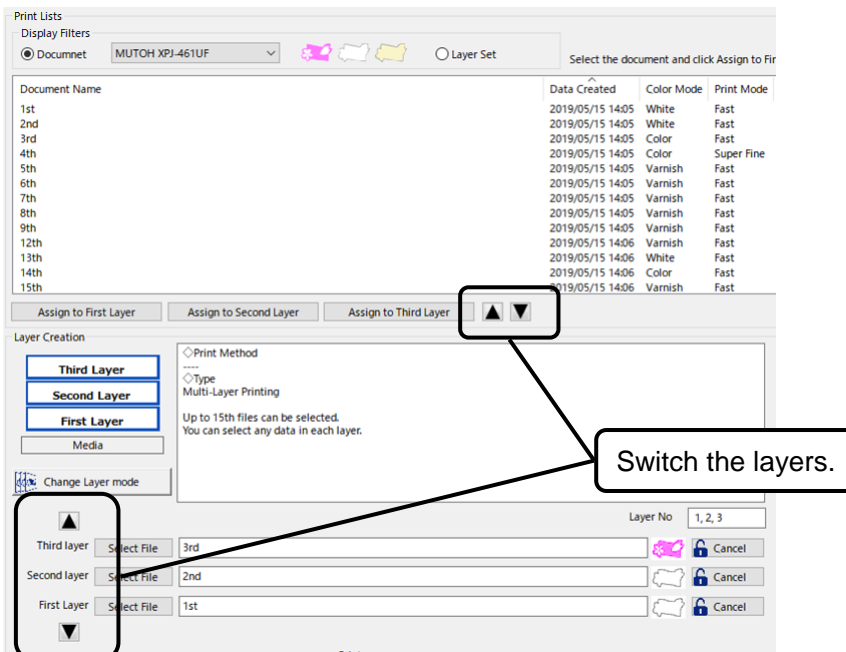 Print Lists
Display Filters
Documnet MUTOH XPJ-461UF Layer Set Select the document and click Assign to Fir
Document Name Data Created Color Mode Print Mode
1st 2019/05/15 14:05 White Fast
2nd 2019/05/15 14:05 White Fast
3rd 2019/05/15 14:05 Color Fast
4th 2019/05/15 14:05 Color Super Fine
5th 2019/05/15 14:05 Varnish Fast
6th 2019/05/15 14:05 Varnish Fast
7th 2019/05/15 14:05 Varnish Fast
8th 2019/05/15 14:05 Varnish Fast
9th 2019/05/15 14:05 Varnish Fast
12th 2019/05/15 14:06 Varnish Fast
13th 2019/05/15 14:06 White Fast
14th 2019/05/15 14:06 Color Fast
15th 2019/05/15 14:06 Varnish Fast
Assign to First Layer Assign to Second Layer Assign to Third Layer ▲ ▼
Layer Creation
Third Layer
Second Layer
First Layer
Media
Change Layer mode
◇Print Method
----
◇Type
Multi-Layer Printing
Up to 15th files can be selected.
You can select any data in each layer.
Switch the layers.
Layer No 1, 2, 3
▲
Third layer Select File 3rd Cancel
Second layer Select File 2nd Cancel
First Layer Select File 1st Cancel
▼